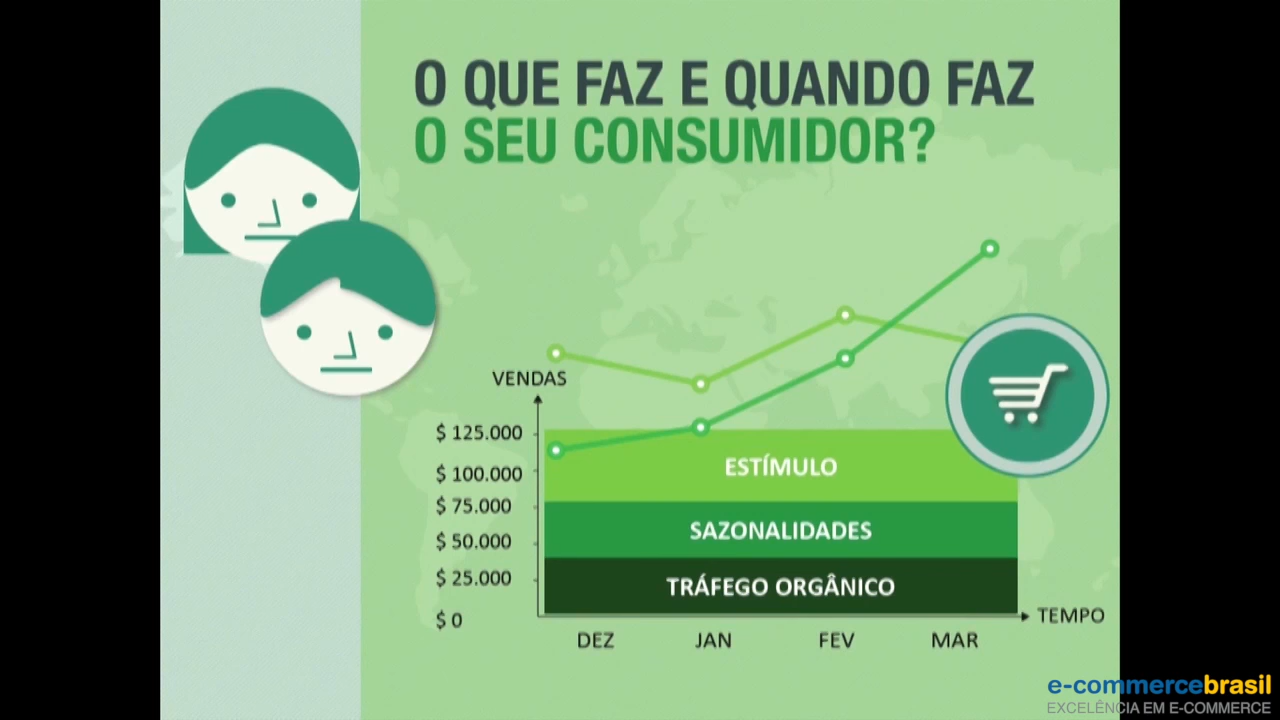 O QUE FAZ E QUANDO FAZ
O SEU CONSUMIDOR?
VENDAS
$ 125.000
$ 100.000
$ 75.000
$ 50.000
$ 25.000
$ 0
ESTÍMULO
SAZONALIDADES
TRÁFEGO ORGÂNICO
TEMPO
DEZ JAN FEV MAR
e-commercebrasil
EXCELÊNCIA EM E-COMMERCE